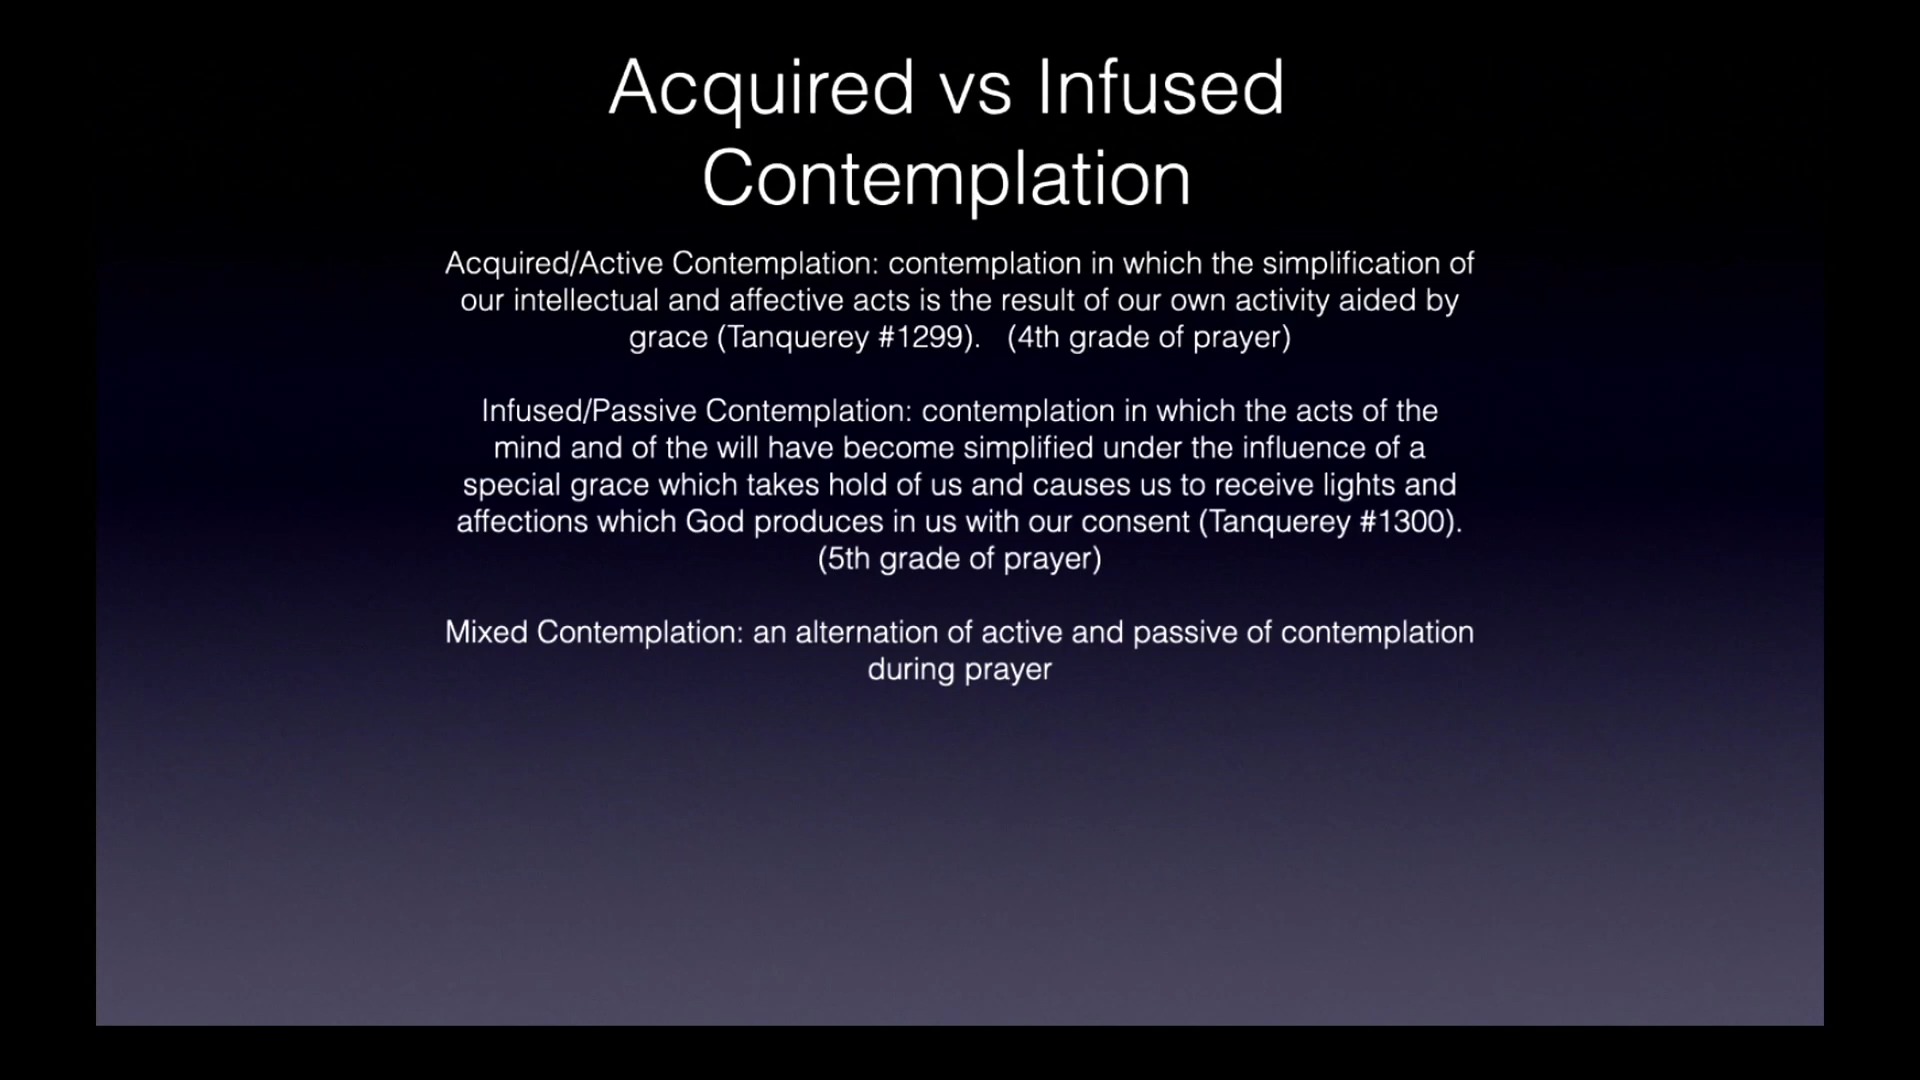 Acquired vs Infused
Contemplation
Acquired/Active Contemplation: contemplation in which the simplification of
our intellectual and affective acts is the result of our own activity aided by
grace (Tanquerey #1299).   (4th grade of prayer)
Infused/Passive Contemplation: contemplation in which the acts of the
mind and of the will have become simplified under the influence of a
special grace which takes hold of us and causes us to receive lights and
affections which God produces in us with our consent (Tanquerey #1300).
(5th grade of prayer)
Mixed Contemplation: an alternation of active and passive of contemplation
during prayer